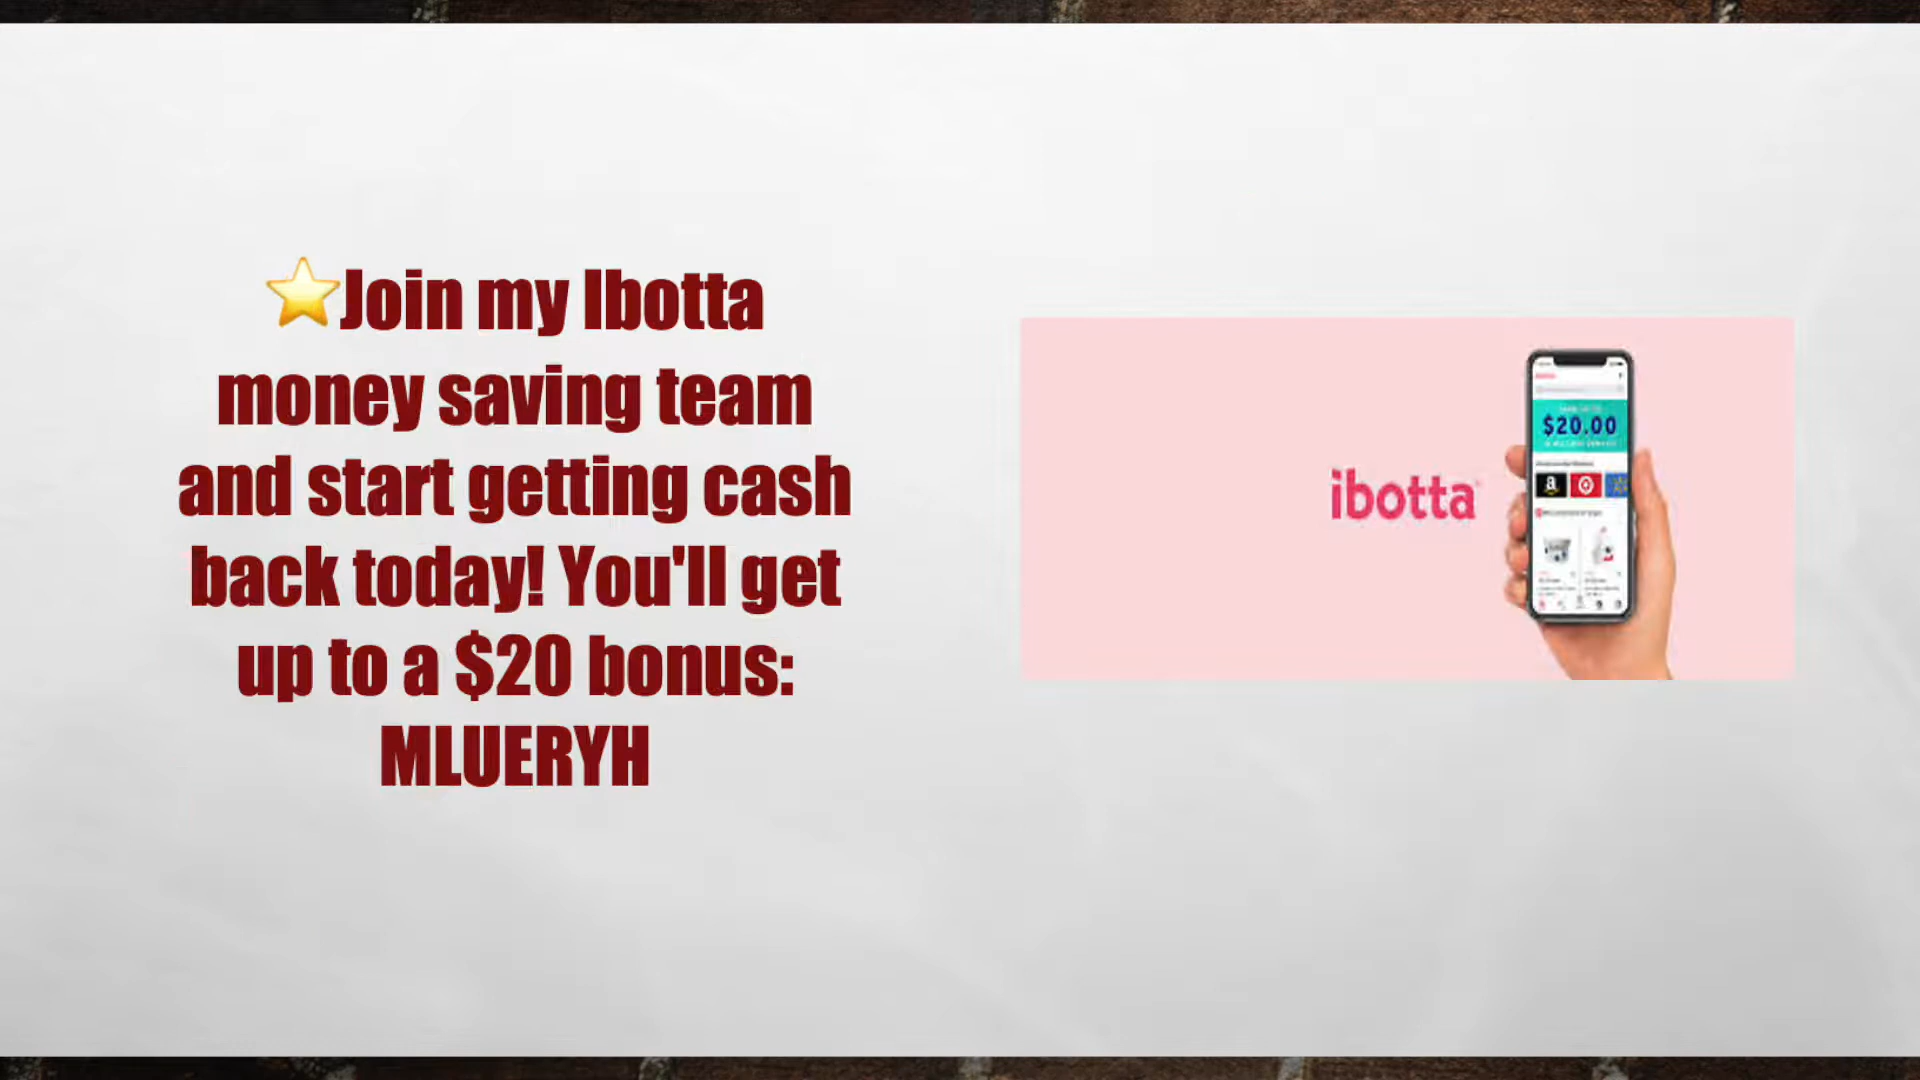 ⭐Join my Ibotta
money saving team
and start getting cash
back today! You'll get
up to a $20 bonus:
MLUERYH
ibotta
$20.00
a